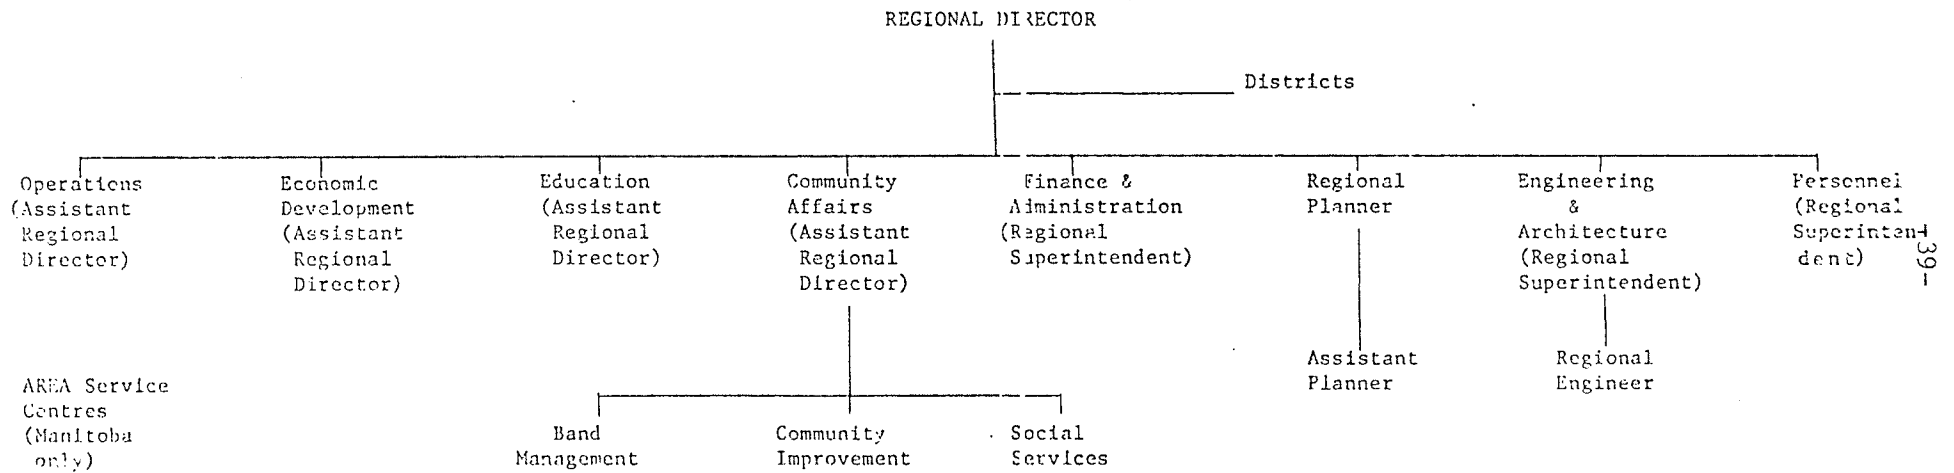 REGIONAL DIRECTOR
Districts
Operations
(Assistant
Regional
Director)
Economic
Development
(Assistant
Regional
Director)
Education
(Assistant
Regional
Director)
Community
Affairs
(Assistant
Regional
Director)
Finance &
Administration
(Regional
Superintendent)
Regional
Planner
Engineering
&
Architecture
(Regional
Superintendent)
Personnel
(Regional
Superinten-
dent)
-39-
Assistant
Planner
Regional
Engineer
AREA Service
Centres
(Manitoba
only)
Band
Management
Community
Improvement
Social
Services